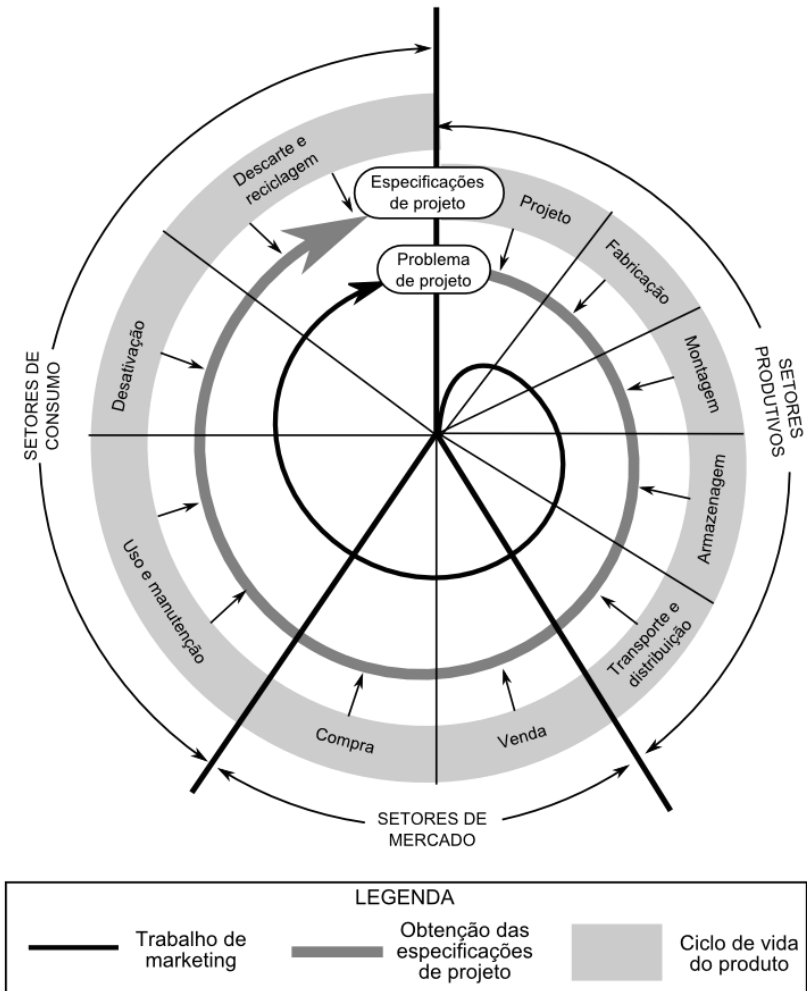 Descarte e
reciclagem
Especificações
de projeto
Projeto
Problema
de projeto
Fabricação
Montagem
SETORES
PRODUTIVOS
Armazenagem
Transporte e
distribuição
Venda
SETORES DE
MERCADO
Compra
Uso e manutenção
Desativação
SETORES DE
CONSUMO
LEGENDA
Trabalho de
marketing
Obtenção das
especificações
de projeto
Ciclo de vida
do produto